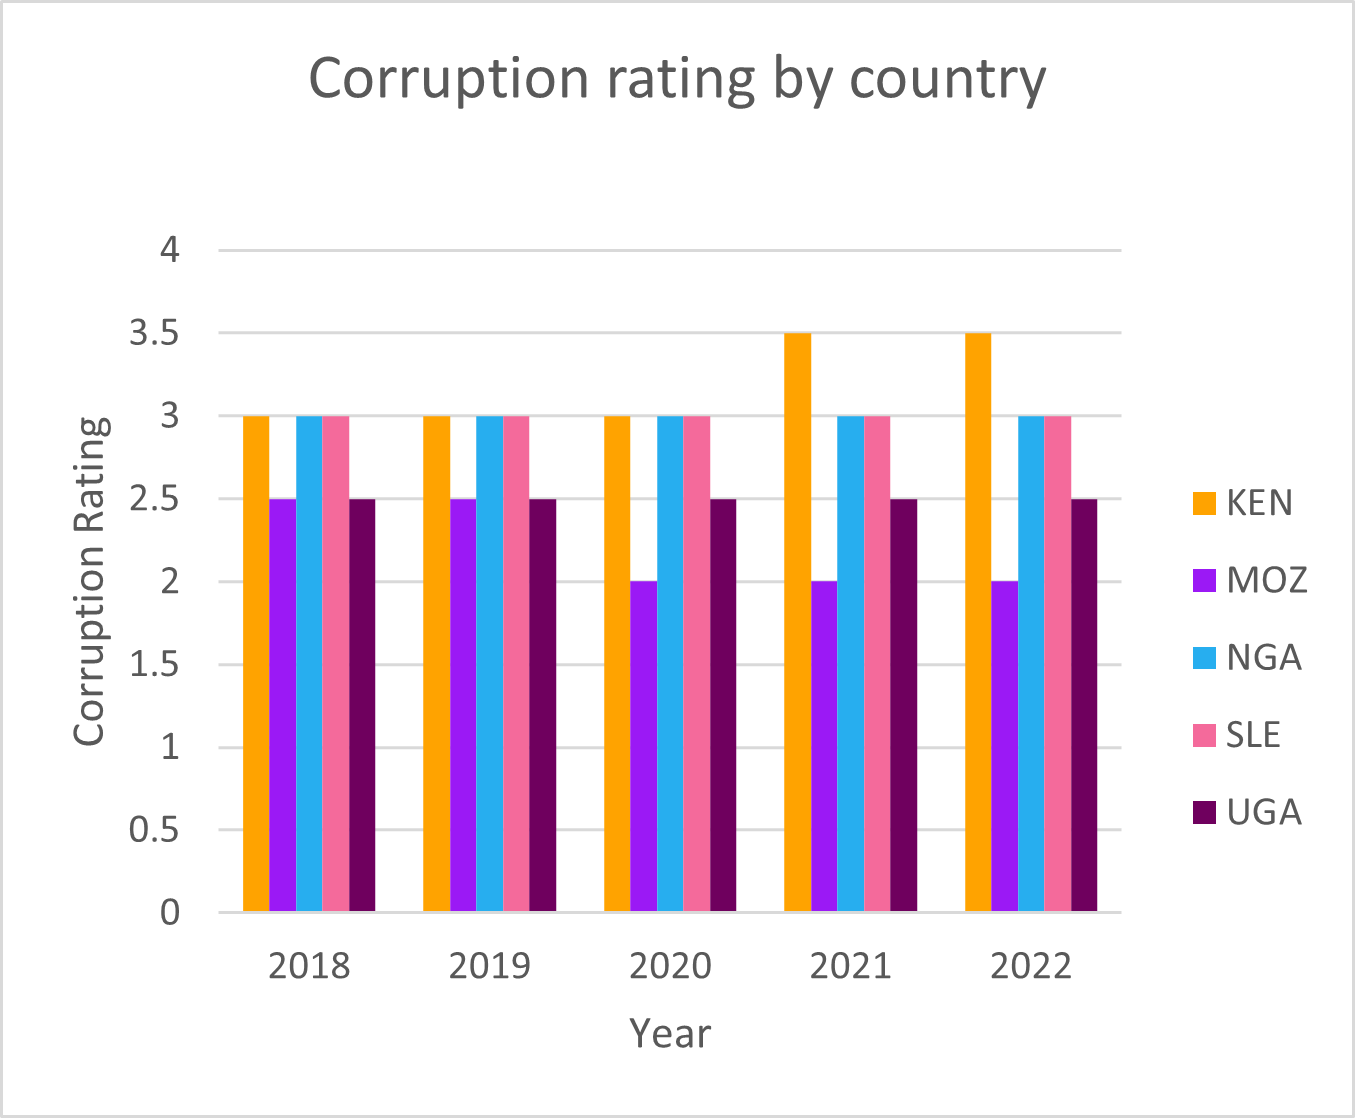 Corruption rating by country
4
3.5
3
2.5
2
1.5
1
0.5
0
Corruption Rating
2018 2019 2020 2021 2022
Year
KEN
MOZ
NGA
SLE
UGA